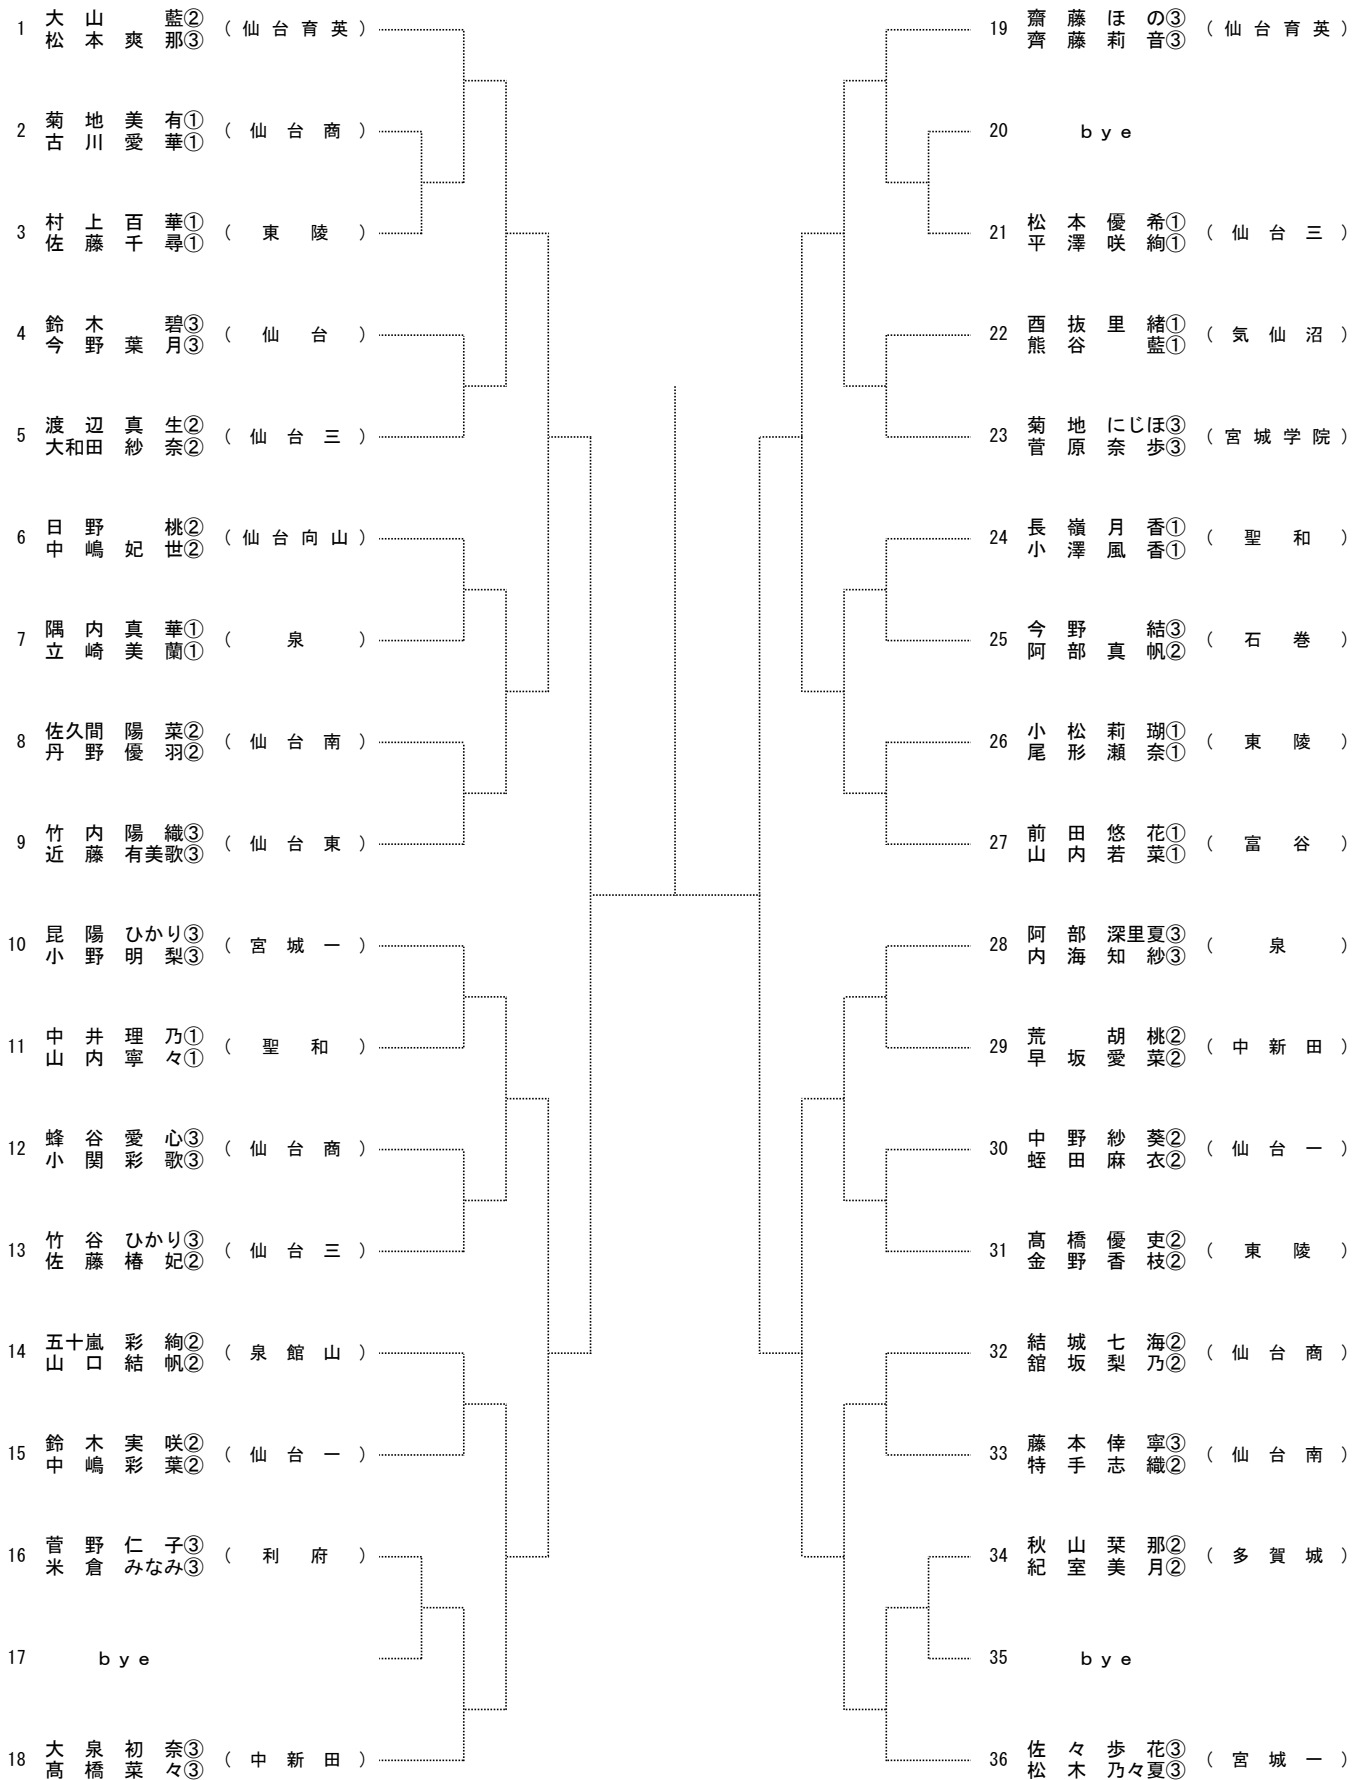 1 大山 藍② (仙台育英)
松本爽那③
2 菊地美有① (仙台商)
古川愛華①
3 村上百華① (東陵)
佐藤千尋①
4 鈴木 碧③ (仙台)
今野葉月③
5 渡辺真生② (仙台三)
大和田紗奈②
6 日野 桃② (仙台向山)
中嶋妃世②
7 隅内真華① (泉)
立崎美蘭①
8 佐久間陽菜② (仙台南)
丹野優羽②
9 竹内陽織③ (仙台東)
近藤有美歌③
10 昆陽ひかり③ (宮城一)
小野明梨③
11 中井理乃① (聖和)
山内寧々①
12 蜂谷愛心③ (仙台商)
小関彩歌③
13 竹谷ひかり③ (仙台三)
佐藤椿妃②
14 五十嵐彩絢② (泉館山)
山口結帆②
15 鈴木実咲② (仙台一)
中嶋彩葉②
16 菅野仁子③ (利府)
米倉みなみ③
17 bye
18 大泉初奈③ (中新田)
髙橋菜々③
19 齋藤ほの③ (仙台育英)
齊藤莉音③
20 bye
21 松本優希① (仙台三)
平澤咲絢①
22 酉抜里緒① (気仙沼)
熊谷 藍①
23 菊地にじほ③ (宮城学院)
菅原奈歩③
24 長嶺月香① (聖和)
小澤風香①
25 今野 結③ (石巻)
阿部真帆②
26 小松莉瑚① (東陵)
尾形瀬奈①
27 前田悠花① (富谷)
山内若菜①
28 阿部深里夏③ (泉)
内海知紗③
29 荒 胡桃② (中新田)
早坂愛菜②
30 中野紗葵② (仙台一)
蛭田麻衣②
31 髙橋優吏② (東陵)
金野香枝②
32 結城七海② (仙台商)
舘坂梨乃②
33 藤本倖寧③ (仙台南)
特手志織②
34 秋山栞那② (多賀城)
紀室美月②
35 bye
36 佐々歩花③ (宮城一)
松木乃々夏③